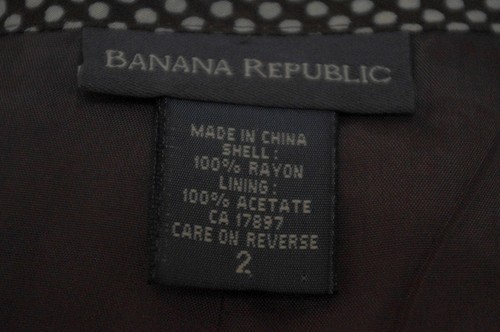 BANANA REPUBLIC
MADE IN CHINA
SHELL:
100% RAYON
LINING:
100% ACETATE
CA 17897
CARE ON REVERSE
2